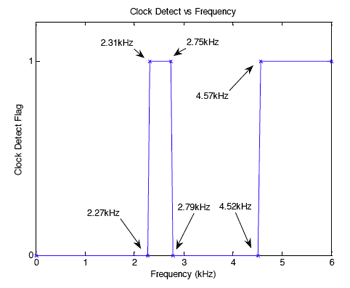 Clock Detect vs Frequency
2.31kHz
2.75kHz
1
4.57kHz
Clock Detect Flag
2.27kHz
2.79kHz
4.52kHz
0
0 1 2 3 4 5 6
Frequency (kHz)